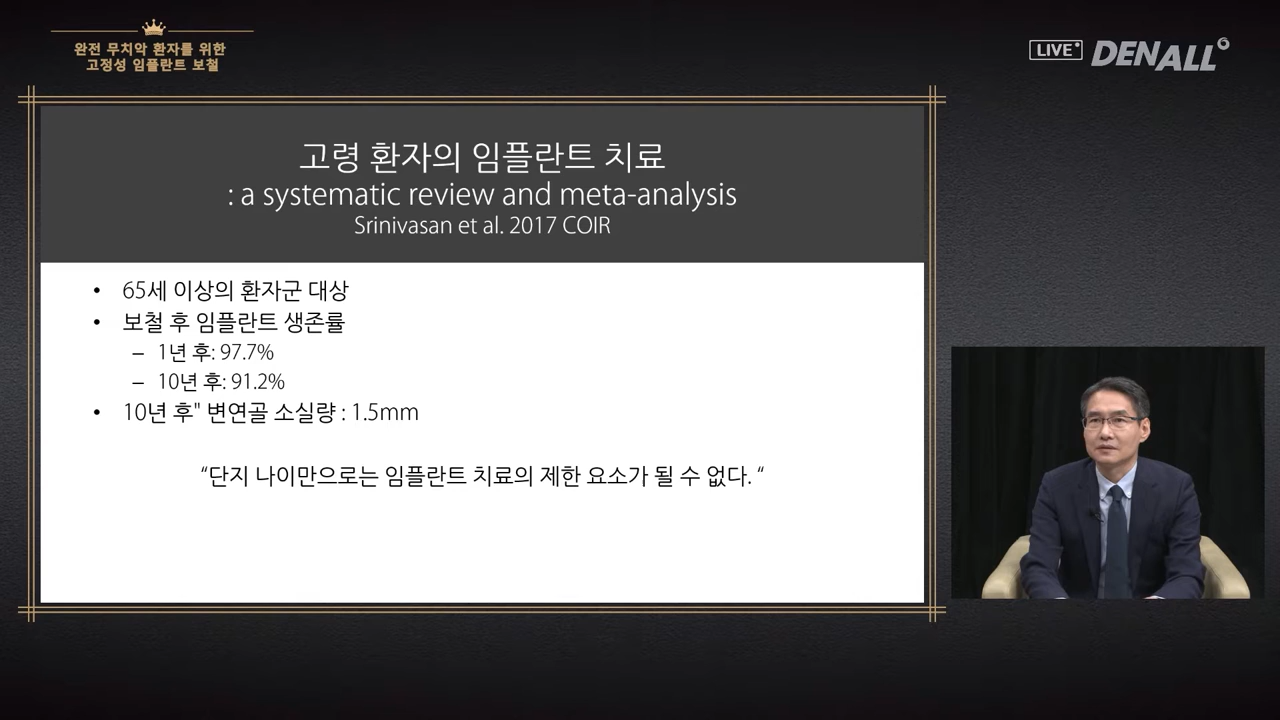 완전 무치악 환자를 위한
고정성 임플란트 보철
LIVE
DENALL
고령 환자의 임플란트 치료
: a systematic review and meta-analysis
Srinivasan et al. 2017 COIR
• 65세 이상의 환자군 대상
• 보철 후 임플란트 생존률
– 1년 후: 97.7%
– 10년 후: 91.2%
• 10년 후" 변연골 소실량 : 1.5mm
“단지 나이만으로는 임플란트 치료의 제한 요소가 될 수 없다. “